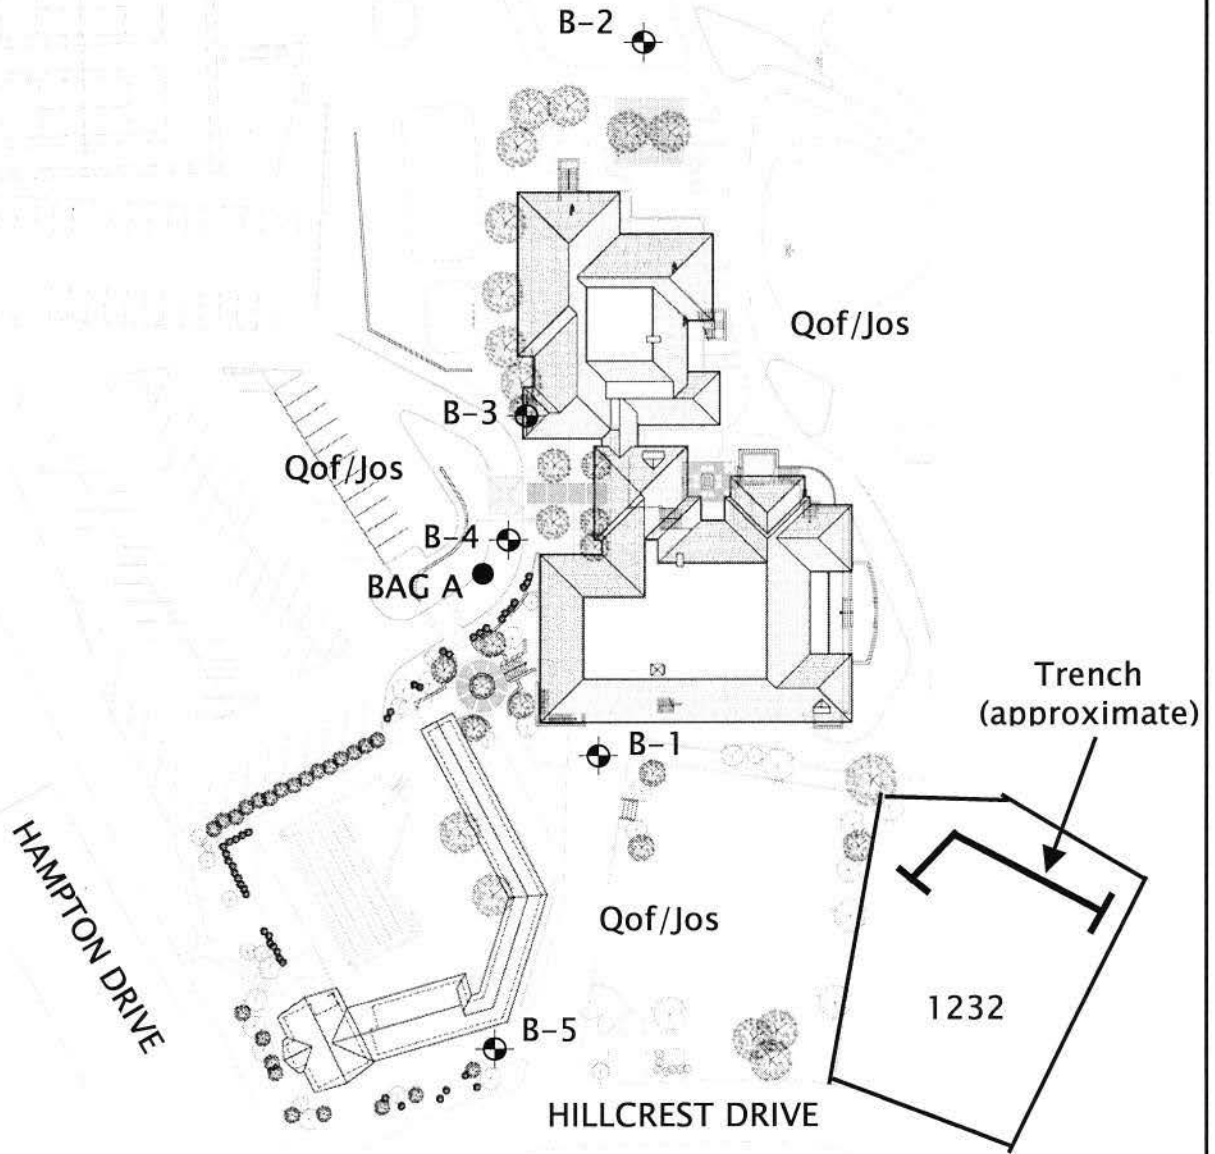 B-2
Qof/Jos
B-3
Qof/Jos
B-4
BAG A
Trench
(approximate)
B-1
HAMPTON DRIVE
Qof/Jos
1232
B-5
HILLCREST DRIVE